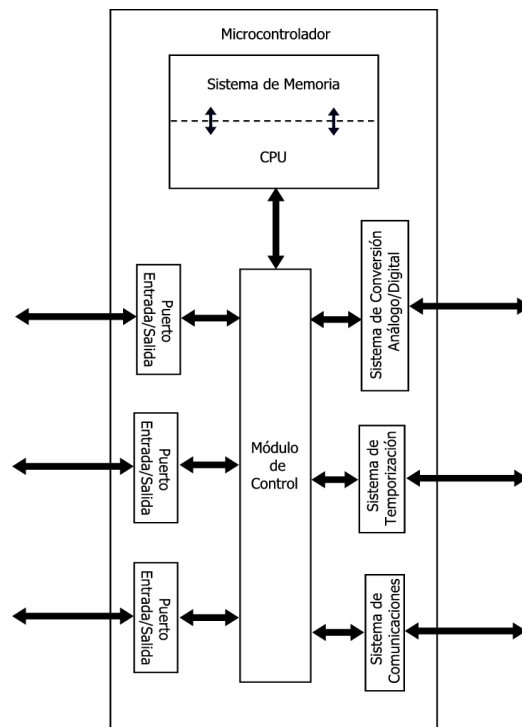 Microcontrolador
Sistema de Memoria
CPU
Puerto
Entrada/Salida
Sistema de Conversión
Análogo/Digital
Puerto
Entrada/Salida
Módulo
de
Control
Sistema de
Temporización
Puerto
Entrada/Salida
Sistema de
Comunicaciones